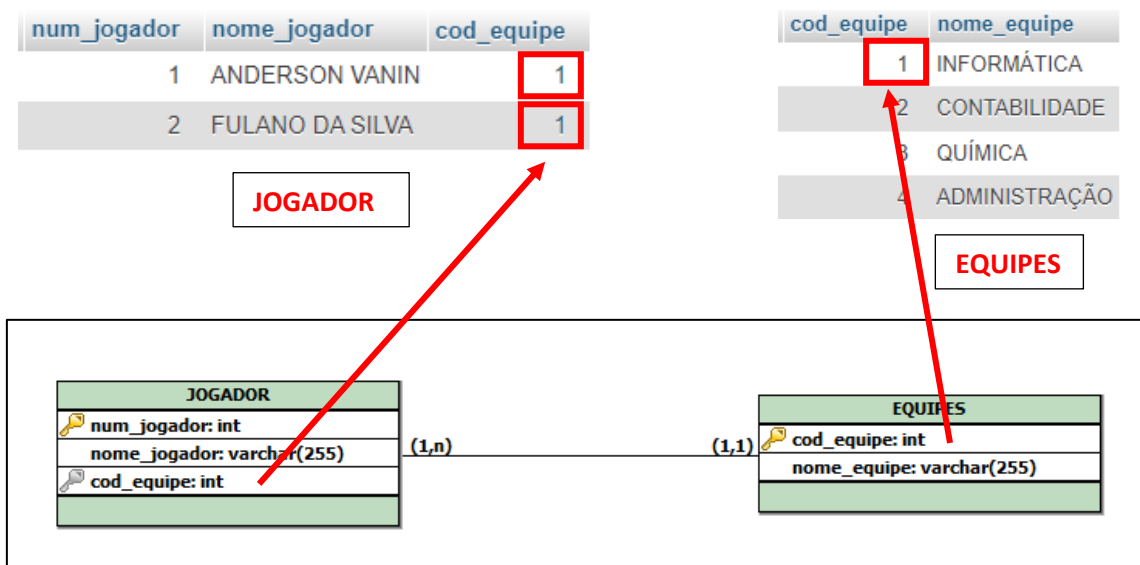 num_jogador nome_jogador cod_equipe
1 ANDERSON VANIN 1
2 FULANO DA SILVA 1
JOGADOR
cod_equipe nome_equipe
1 INFORMÁTICA
2 CONTABILIDADE
3 QUÍMICA
4 ADMINISTRAÇÃO
EQUIPES
JOGADOR
num_jogador: int
nome_jogador: varchar(255)
cod_equipe: int
(1,n)
(1,1)
EQUIPES
cod_equipe: int
nome_equipe: varchar(255)